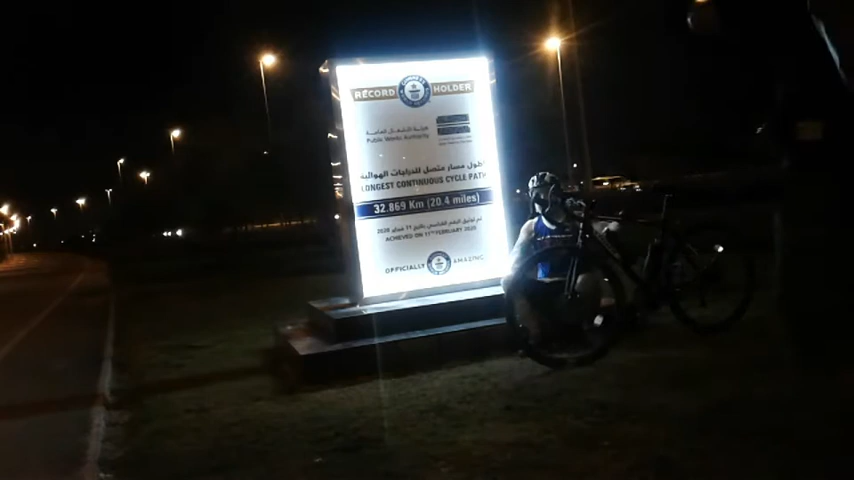 RECORD HOLDER
هيئة الأشغال العامة
Public Works Authority
أطول مسار متصل للدراجات الهوائية
LONGEST CONTINUOUS CYCLE PATH
32.869 Km (20.4 miles)
ACHIEVED ON 11TH FEBRUARY 2020
OFFICIALLY AMAZING